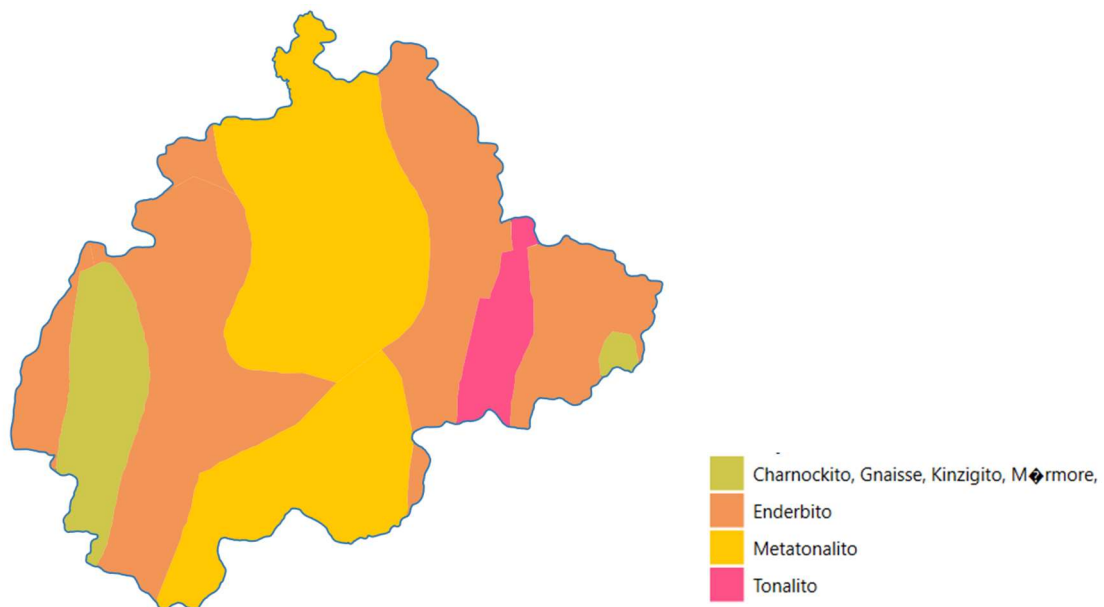 Charnockito, Gnaisse, Kinzigito, M�rmore,
Enderbito
Metatonalito
Tonalito